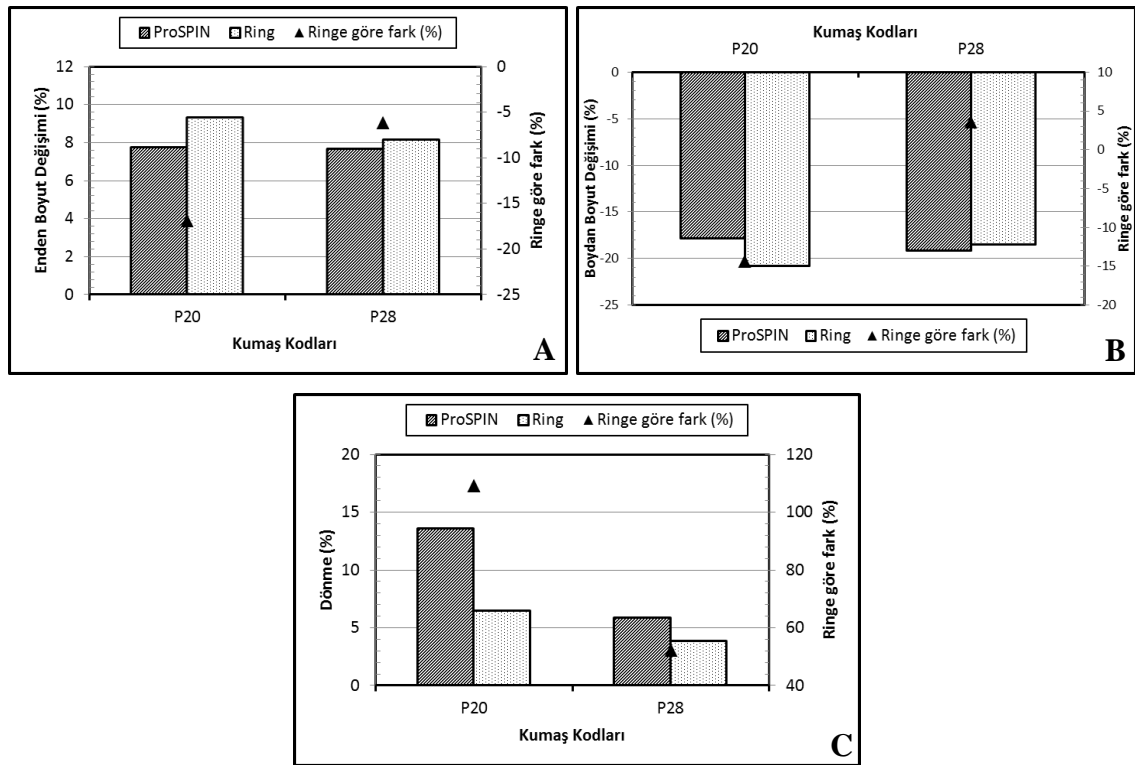 ProSPIN Ring Ringe göre fark (%)
12
10
8
6
4
2
0
Enden Boyut Değişimi (%)
0
-5
-10
-15
-20
-25
Ringe göre fark (%)
P20 P28
Kumaş Kodları
A
Kumaş Kodları
P20 P28
0
-5
-10
-15
-20
-25
Boydan Boyut Değişimi (%)
10
5
0
-5
-10
-15
-20
Ringe göre fark (%)
ProSPIN Ring Ringe göre fark (%)
B
ProSPIN Ring Ringe göre fark (%)
20
15
10
5
0
Dönme (%)
120
100
80
60
40
Ringe göre fark (%)
P20 P28
Kumaş Kodları
C